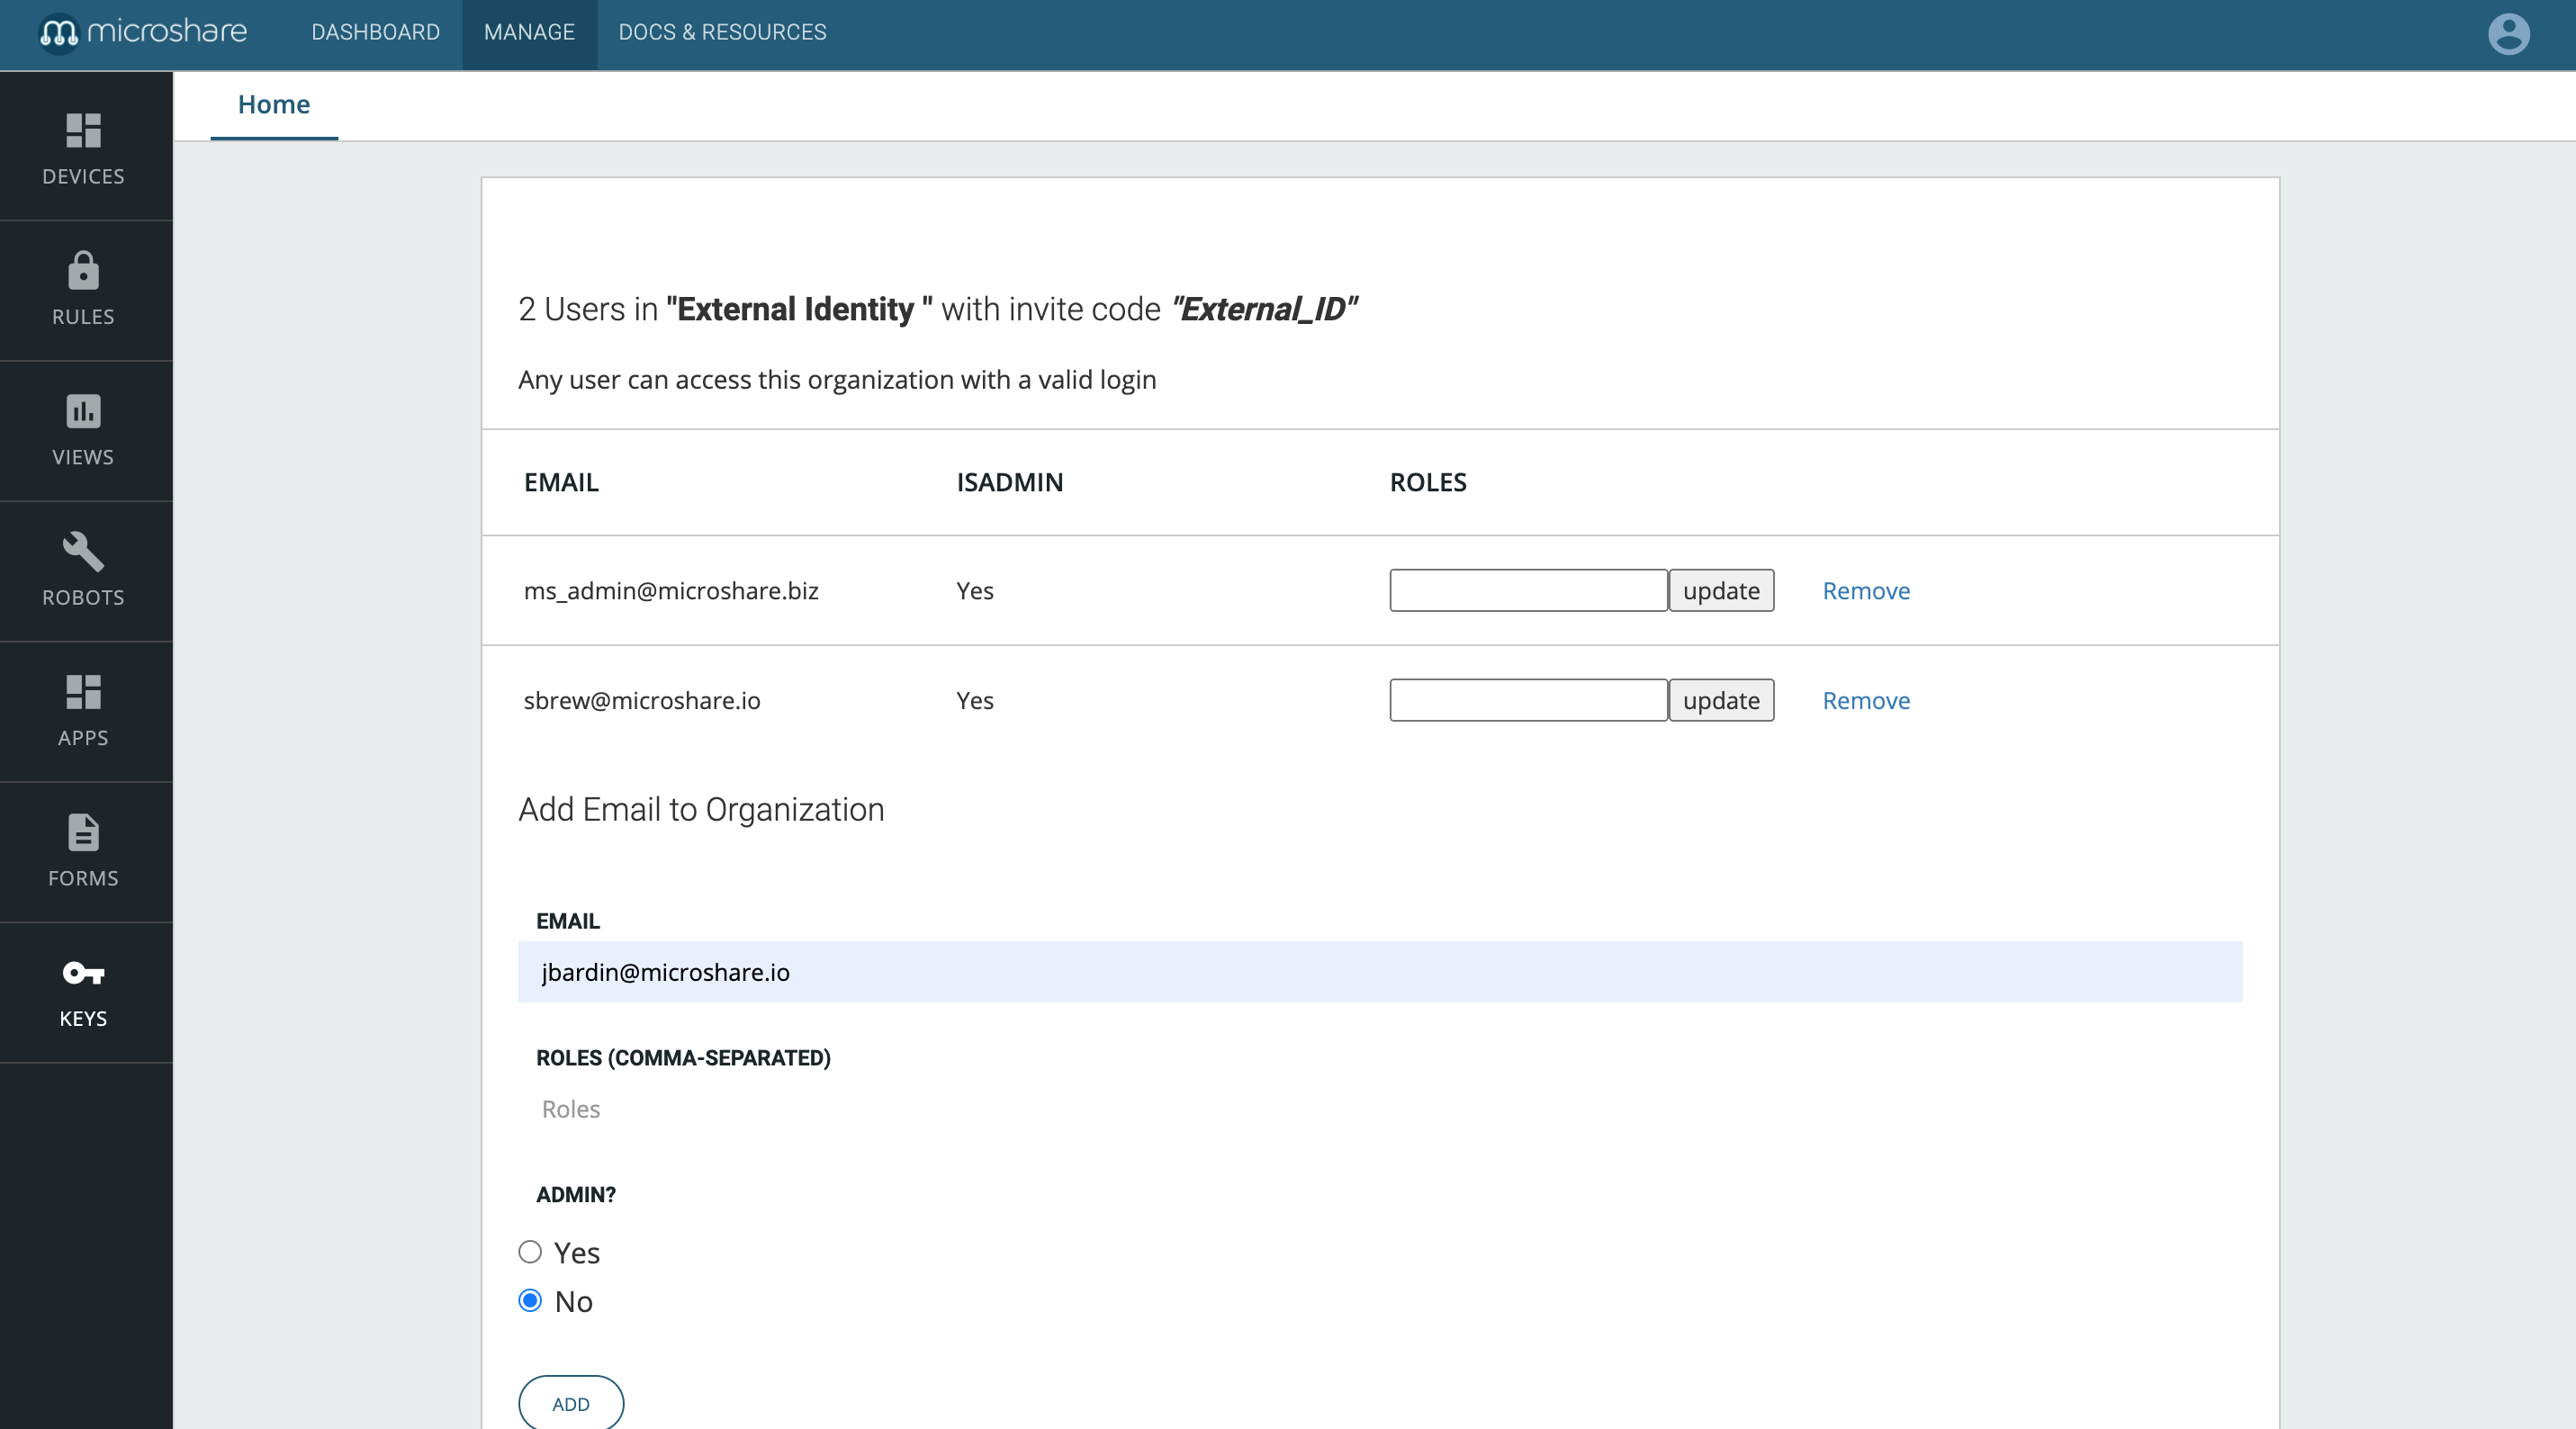 microshare DASHBOARD MANAGE DOCS & RESOURCES
Home
DEVICES
RULES
VIEWS
ROBOTS
APPS
FORMS
KEYS
2 Users in "External Identity " with invite code "External_ID"
Any user can access this organization with a valid login
EMAIL ISADMIN ROLES
ms_admin@microshare.biz Yes update Remove
sbrew@microshare.io Yes update Remove
Add Email to Organization
EMAIL
jbardin@microshare.io
ROLES (COMMA-SEPARATED)
Roles
ADMIN?
Yes
No
ADD